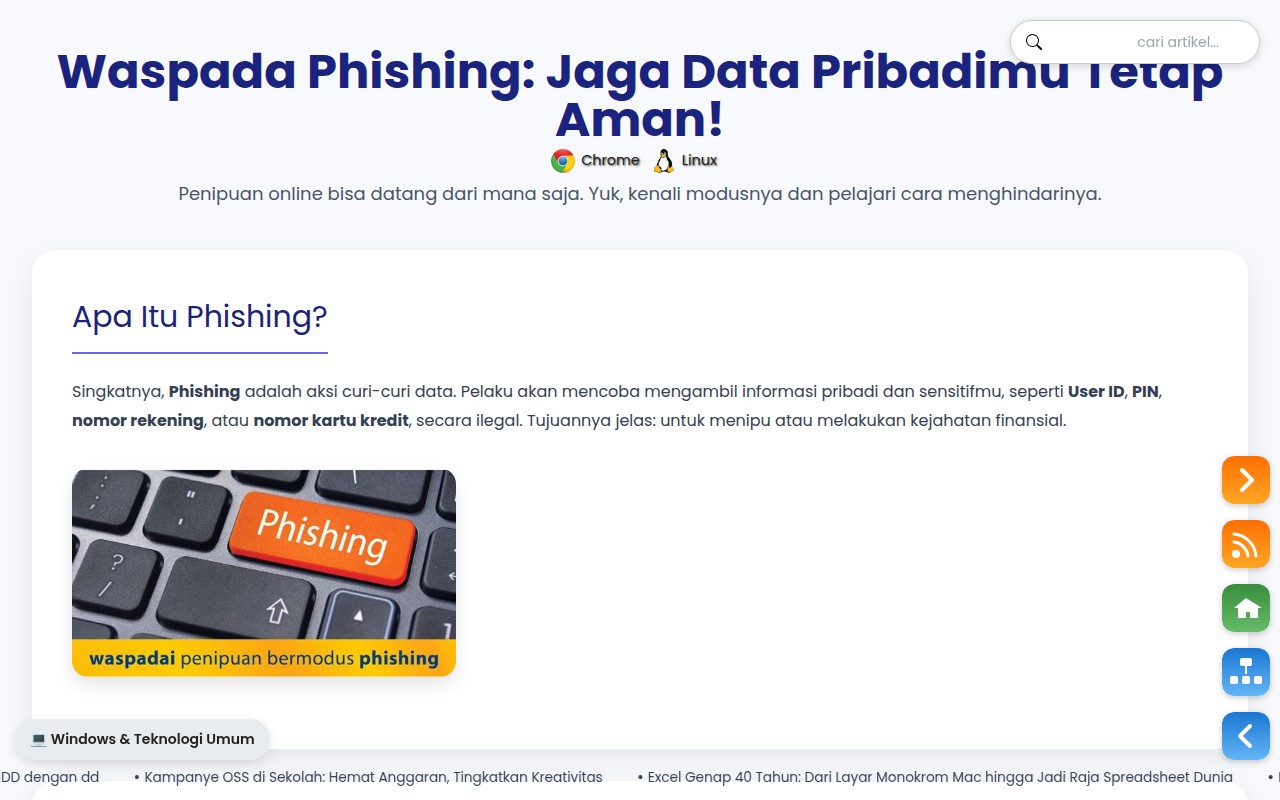 cari artikel...
Waspada Phishing: Jaga Data Pribadimu Tetap
Aman!
Chrome Linux
Penipuan online bisa datang dari mana saja. Yuk, kenali modusnya dan pelajari cara menghindarinya.
Apa Itu Phishing?
Singkatnya, Phishing adalah aksi curi-curi data. Pelaku akan mencoba mengambil informasi pribadi dan sensitifmu, seperti User ID, PIN,
nomor rekening, atau nomor kartu kredit, secara ilegal. Tujuannya jelas: untuk menipu atau melakukan kejahatan finansial.
Phishing
waspadai penipuan bermodus phishing
💻 Windows & Teknologi Umum
dengan dd • Kampanye OSS di Sekolah: Hemat Anggaran, Tingkatkan Kreativitas • Excel Genap 40 Tahun: Dari Layar Monokrom Mac hingga Jadi Raja Spreadsheet Dunia •